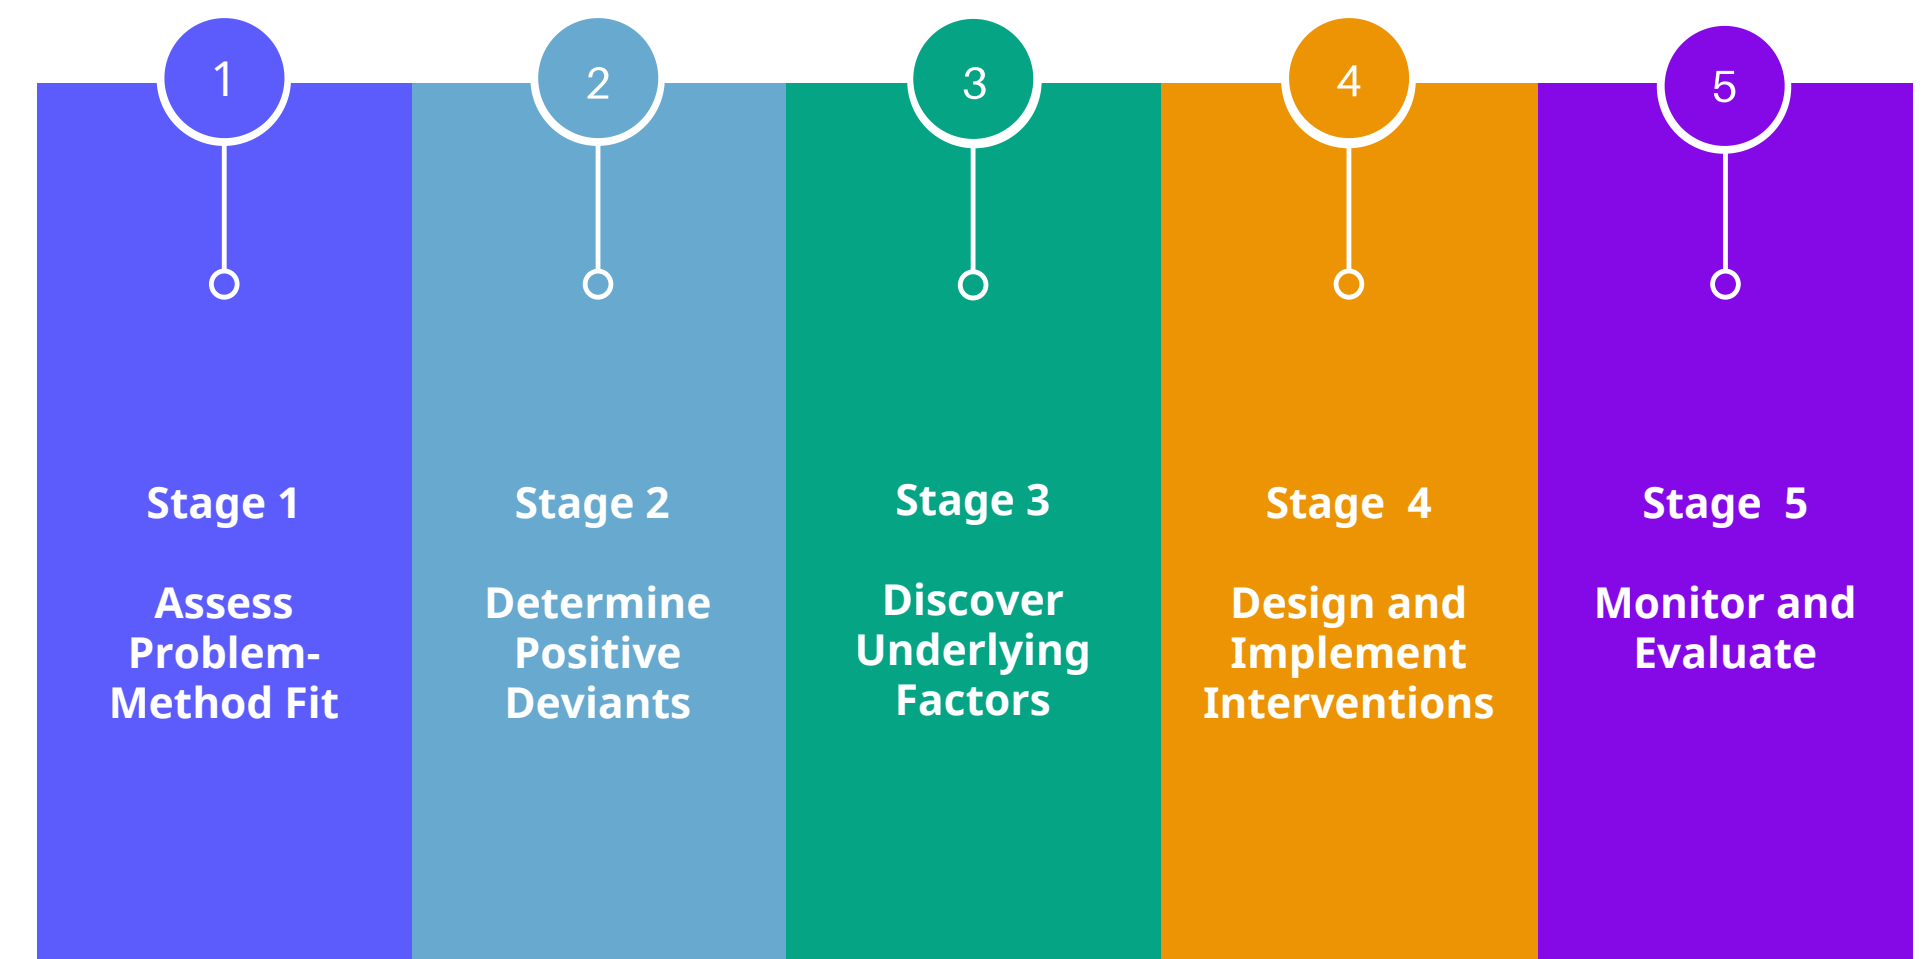 1
2
3
4
5
Stage 1
Assess
Problem-
Method Fit
Stage 2
Determine
Positive
Deviants
Stage 3
Discover
Underlying
Factors
Stage  4
Design and
Implement
Interventions
Stage  5
Monitor and
Evaluate